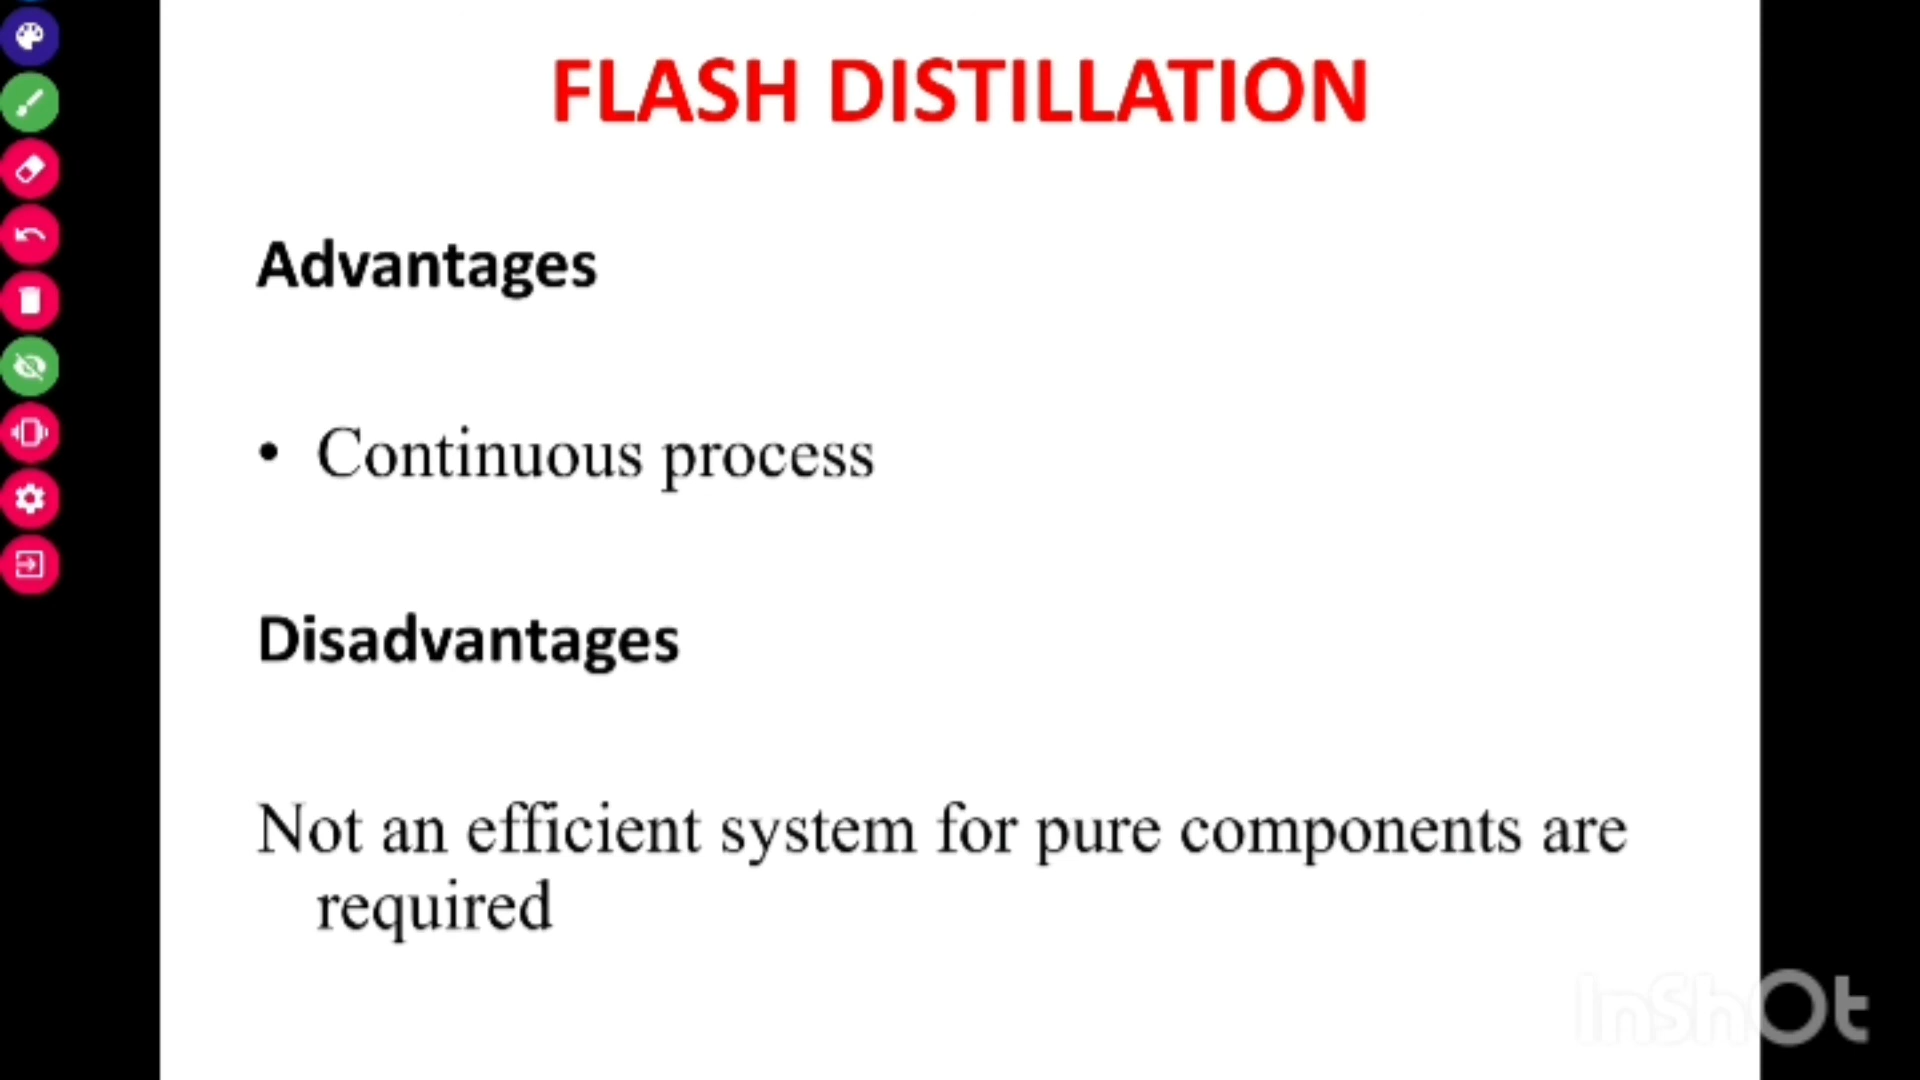 FLASH DISTILLATION
Advantages
• Continuous process
Disadvantages
Not an efficient system for pure components are
required
InShOt